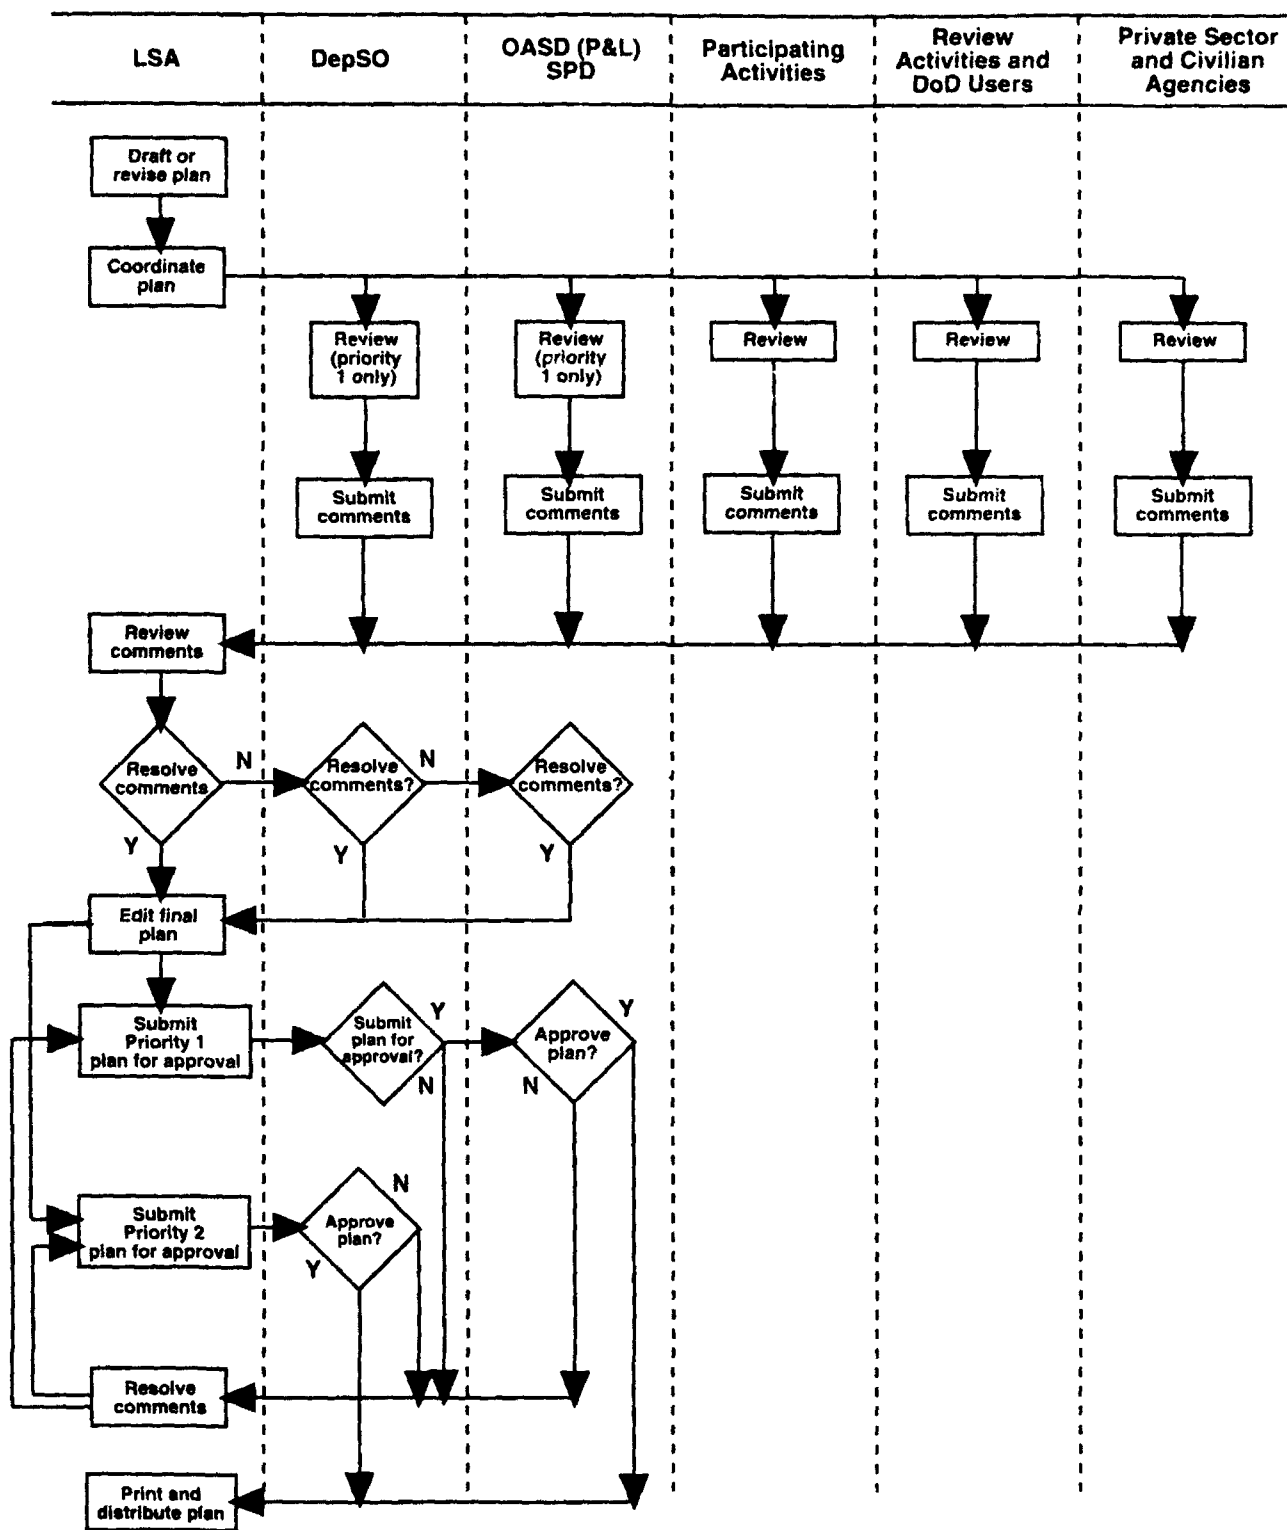 LSA
DepSO
OASD (P&L)
SPD
Participating
Activities
Review
Activities and
DoD Users
Private Sector
and Civilian
Agencies
Draft or
revise plan
Coordinate
plan
Review
(priority
1 only)
Review
(priority
1 only)
Review
Review
Review
Submit
comments
Submit
comments
Submit
comments
Submit
comments
Submit
comments
Review
comments
Resolve
comments
N
Resolve
comments?
N
Resolve
comments?
Y
Y
Y
Edit final
plan
Submit
Priority 1
plan for approval
Submit
plan for
approval?
Y
N
Approve
plan?
Y
N
Submit
Priority 2
plan for approval
Approve
plan?
N
Y
Resolve
comments
Print and
distribute plan